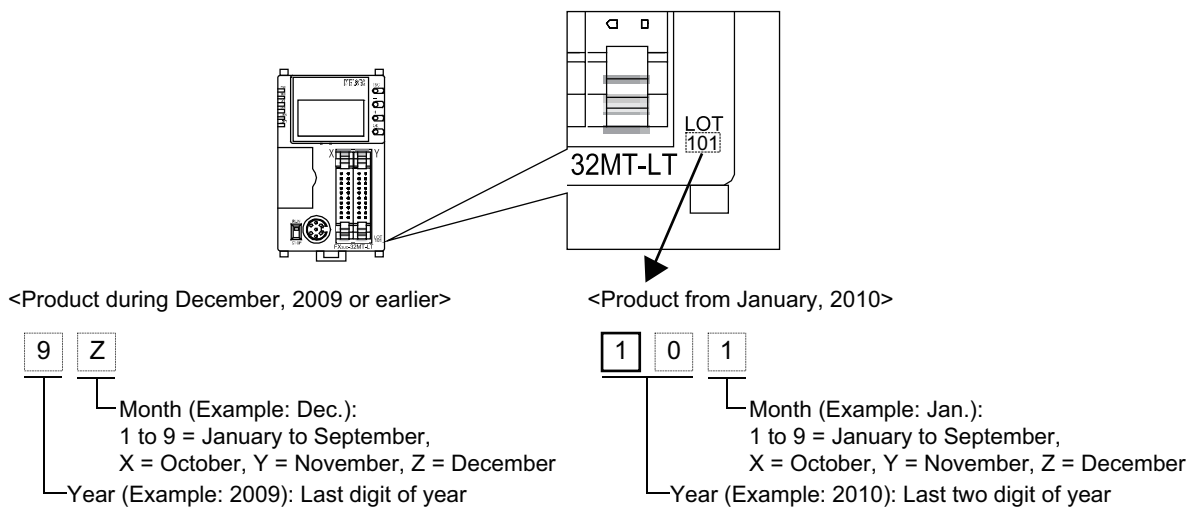 LOT
101
32MT-LT
X Y
<Product during December, 2009 or earlier>
9 Z
Month (Example: Dec.):
1 to 9 = January to September,
X = October, Y = November, Z = December
Year (Example: 2009): Last digit of year
<Product from January, 2010>
1 0 1
Month (Example: Jan.):
1 to 9 = January to September,
X = October, Y = November, Z = December
Year (Example: 2010): Last two digit of year